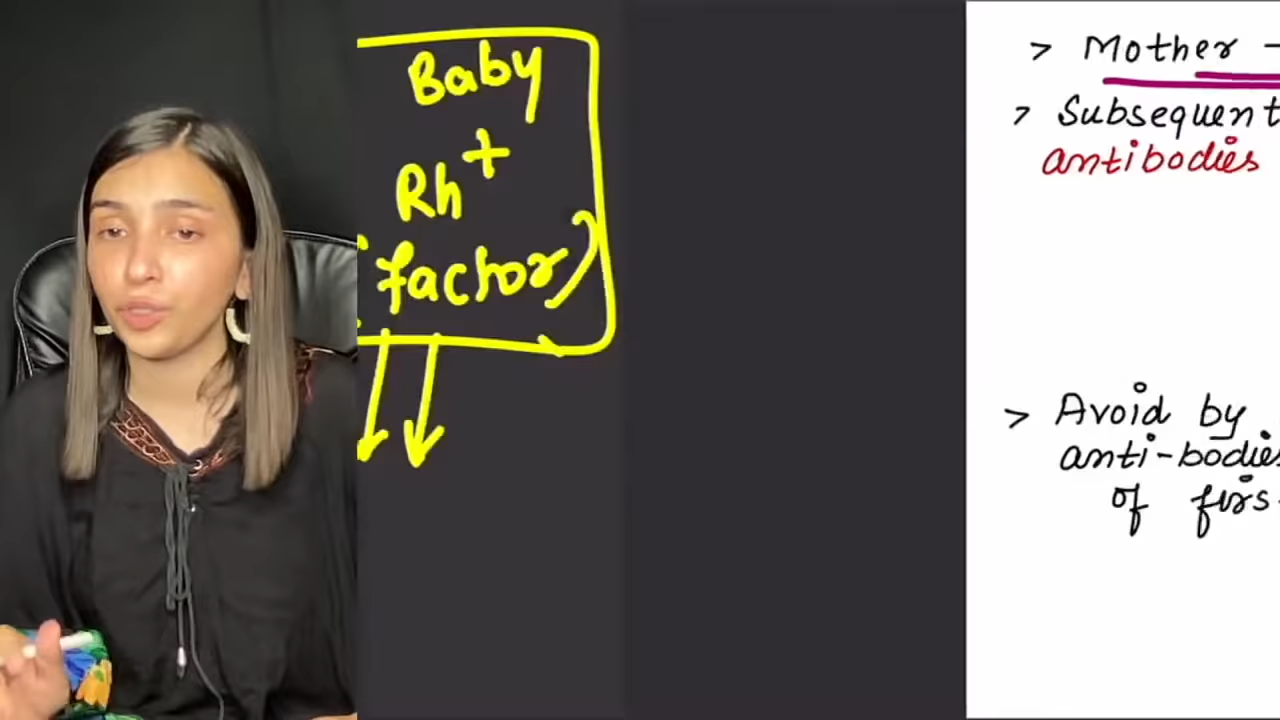 Baby
Rh+
(factor)
> Mother -
> Subsequent
antibodies
> Avoid by
anti-bodies
of firs